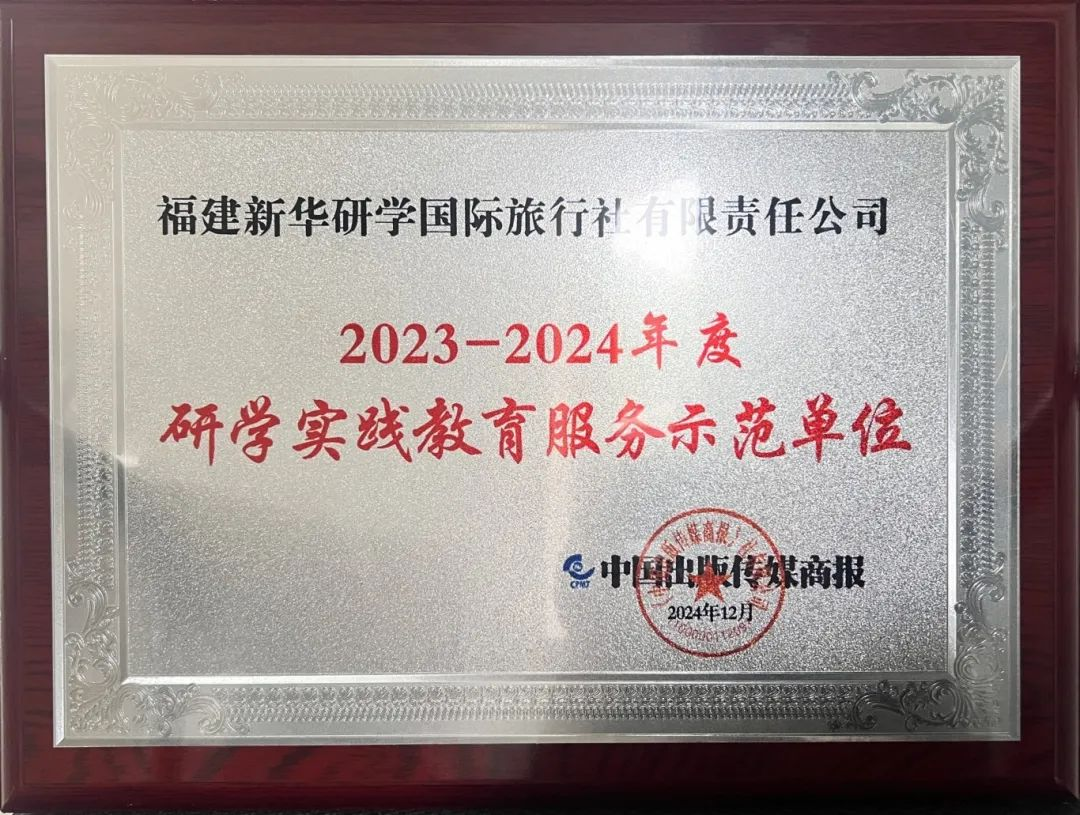 福建新华研学国际旅行社有限责任公司
2023-2024年度
研学实践教育服务示范单位
CPMJ 中国出版传媒商报
2024年12月